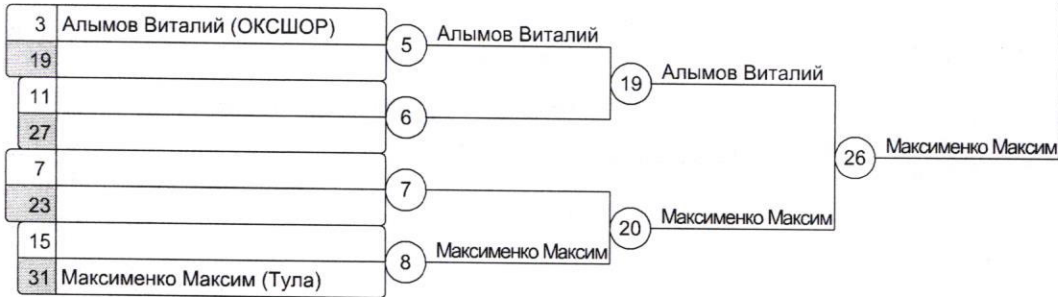 3 Алымов Виталий (ОКСШОР)
5 Алымов Виталий
19
19 Алымов Виталий
11
6
27
26 Максименко Максим
7
7
23
20 Максименко Максим
15
8 Максименко Максим
31 Максименко Максим (Тула)